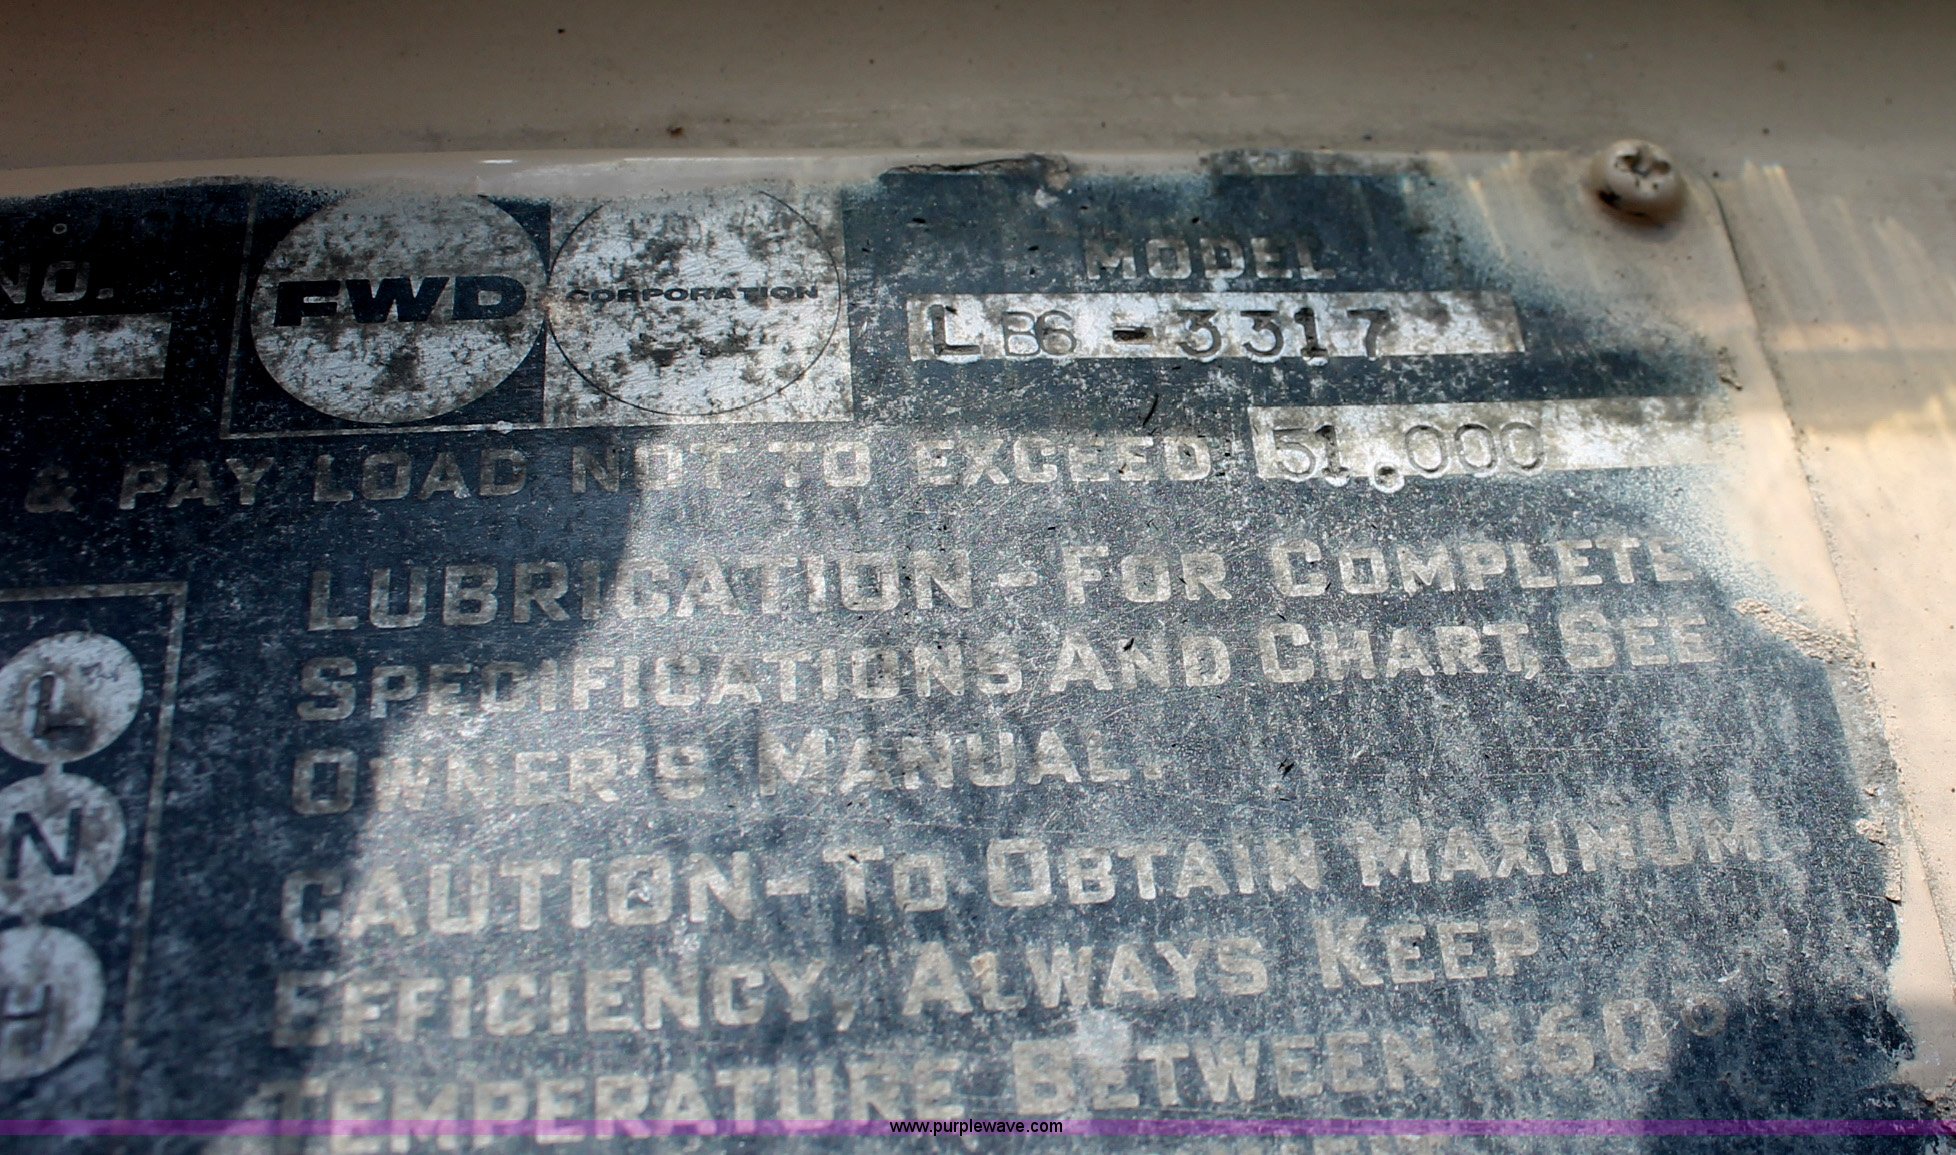 NO.
FWD CORPORATION
MODEL
LB6-3317
& PAY LOAD NOT TO EXCEED 51,000
LUBRICATION - FOR COMPLETE
SPECIFICATIONS AND CHART, SEE
OWNER'S MANUAL.
L
N
H
CAUTION - TO OBTAIN MAXIMUM
EFFICIENCY, ALWAYS KEEP
TEMPERATURE BETWEEN 160°
www.purplewave.com